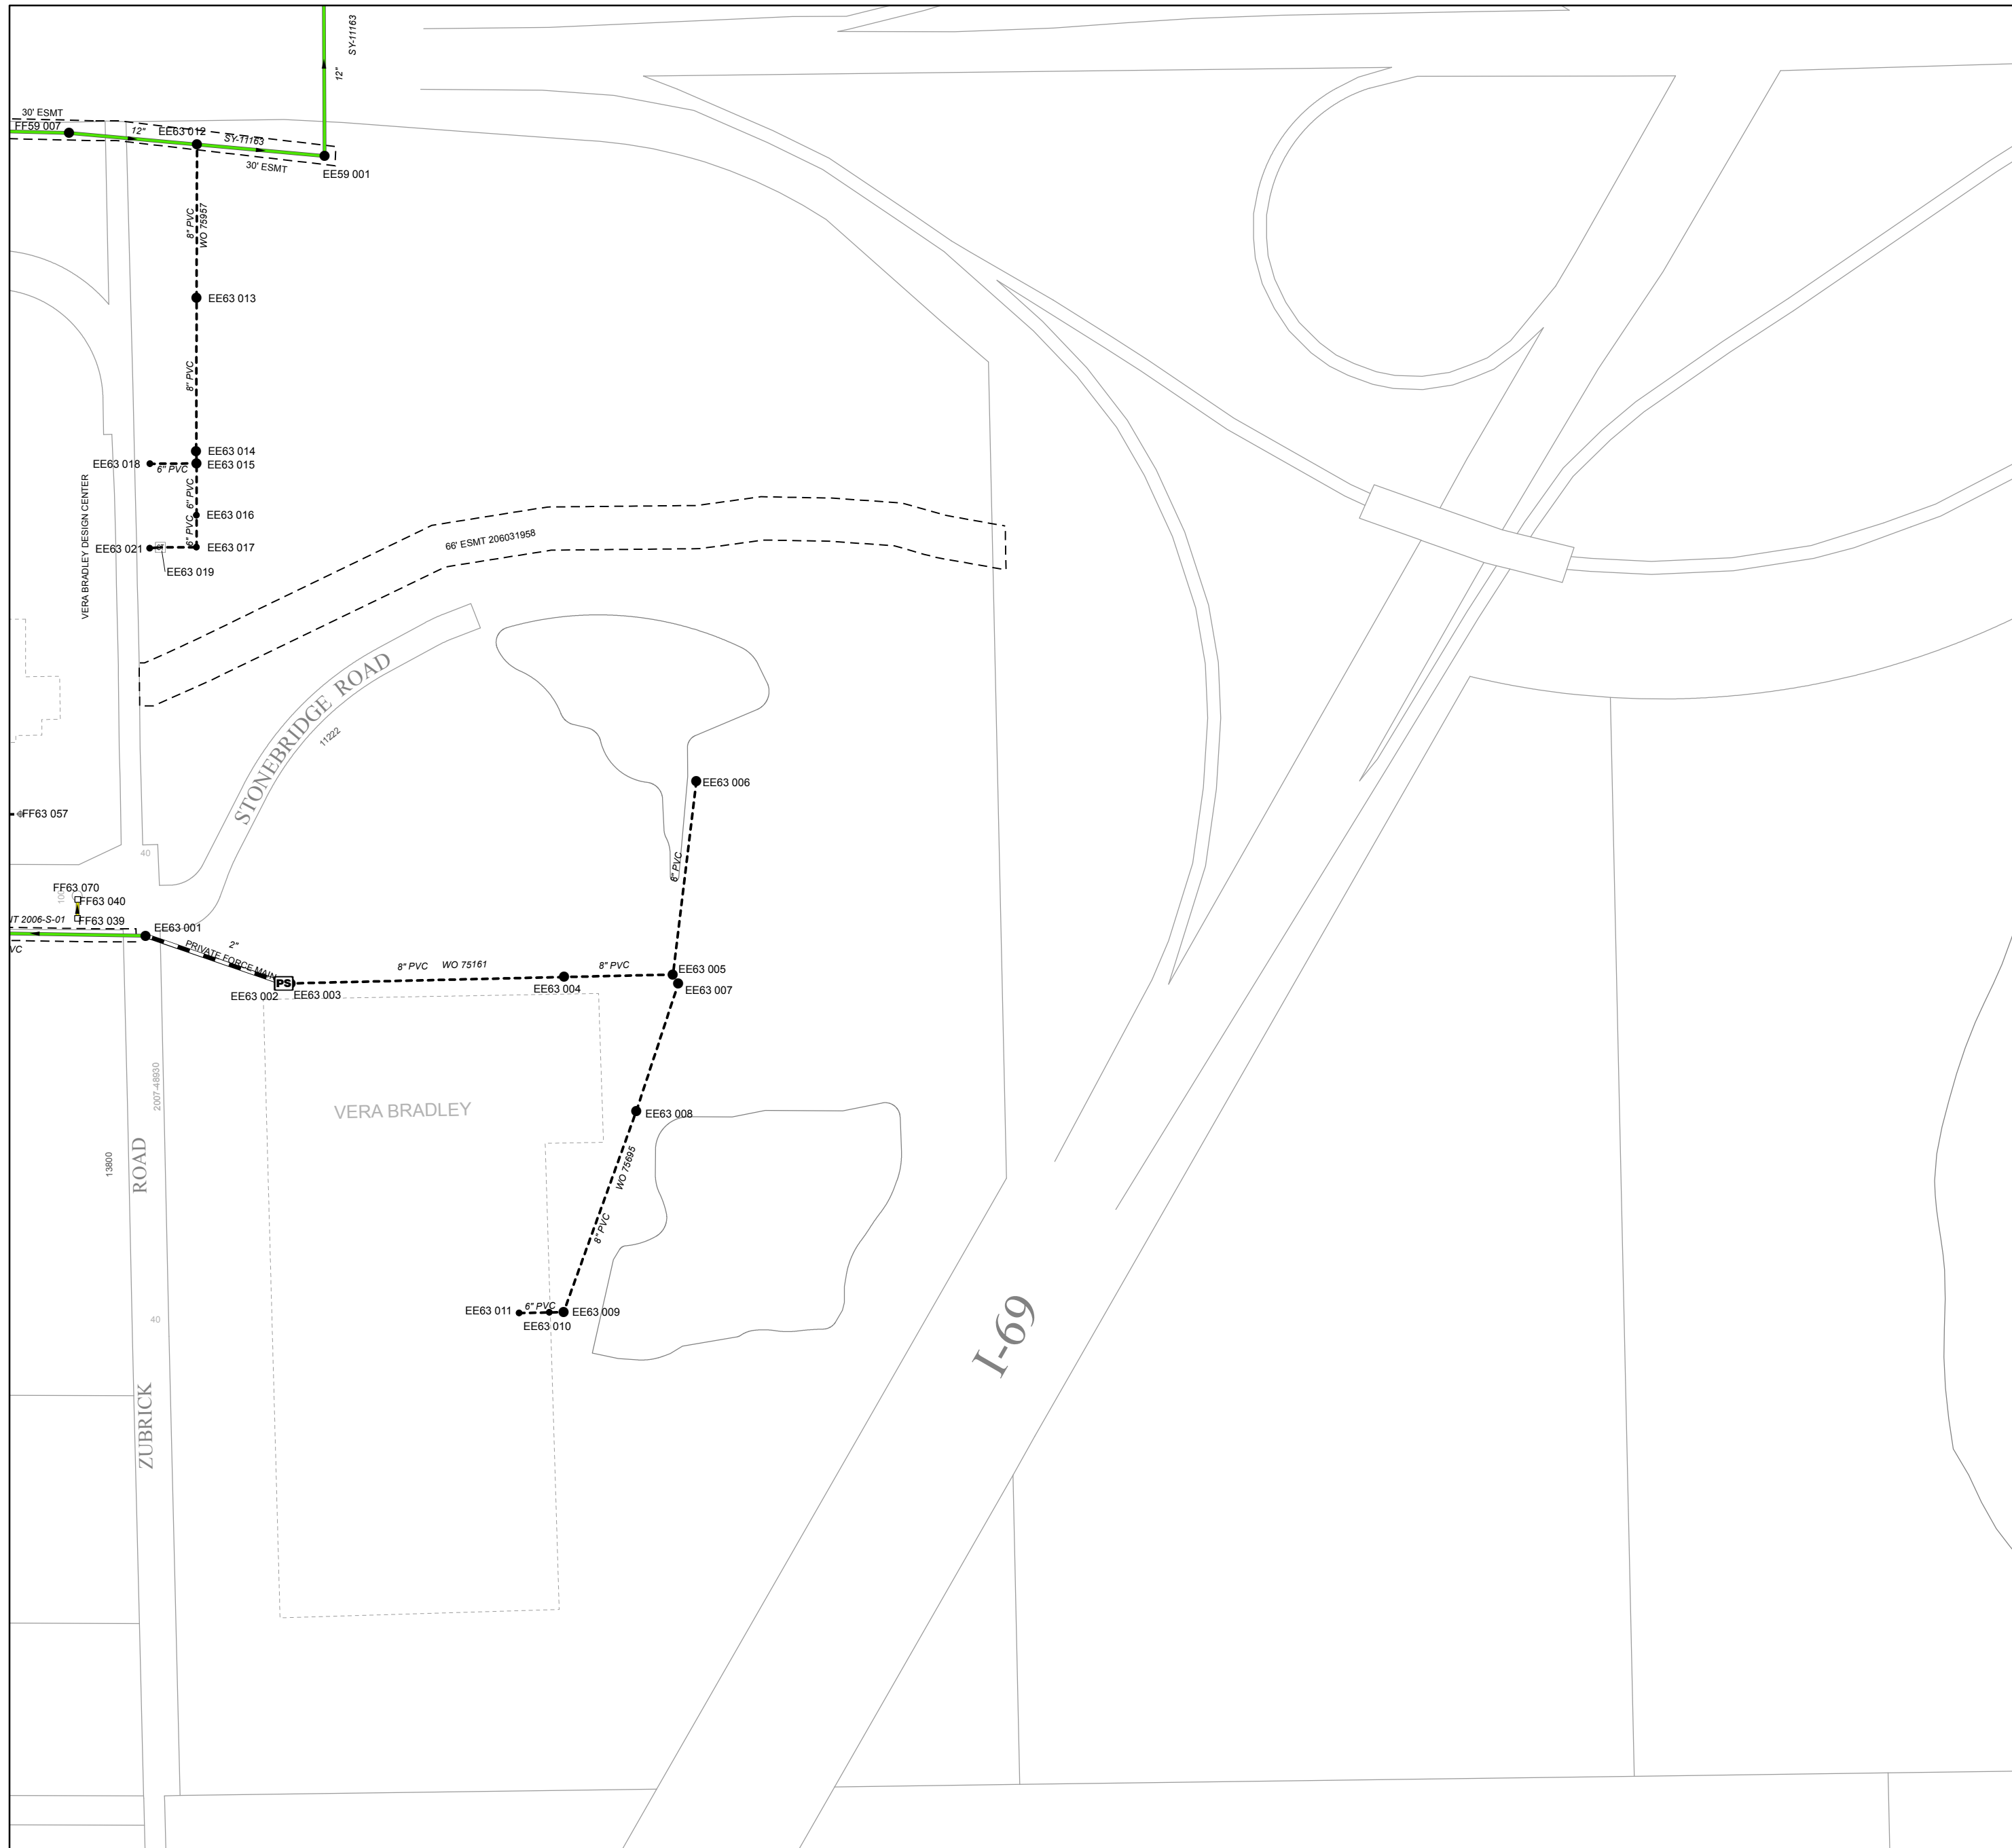 SY-11163
12"
30' ESMT
FF59 007
12"
EE63 012
SY-11163
30' ESMT
EE59 001
8" PVC
WO 75957
EE63 013
8" PVC
EE63 014
EE63 018
EE63 015
6" PVC
6" PVC
EE63 016
6" PVC
EE63 021
EE63 017
EE63 019
VERA BRADLEY DESIGN CENTER
66' ESMT 206031958
STONEBRIDGE ROAD
11222
EE63 006
FF63 057
40
6" PVC
FF63 070
FF63 040
IT 2006-S-01
FF63 039
EE63 001
VC
2"
PRIVATE FORCE MAIN
8" PVC
WO 75161
8" PVC
EE63 005
PS
EE63 002
EE63 003
EE63 004
EE63 007
2007-48930
VERA BRADLEY
EE63 008
13800
ROAD
WO 75695
8" PVC
EE63 011
6" PVC
EE63 009
EE63 010
40
I-69
ZUBRICK